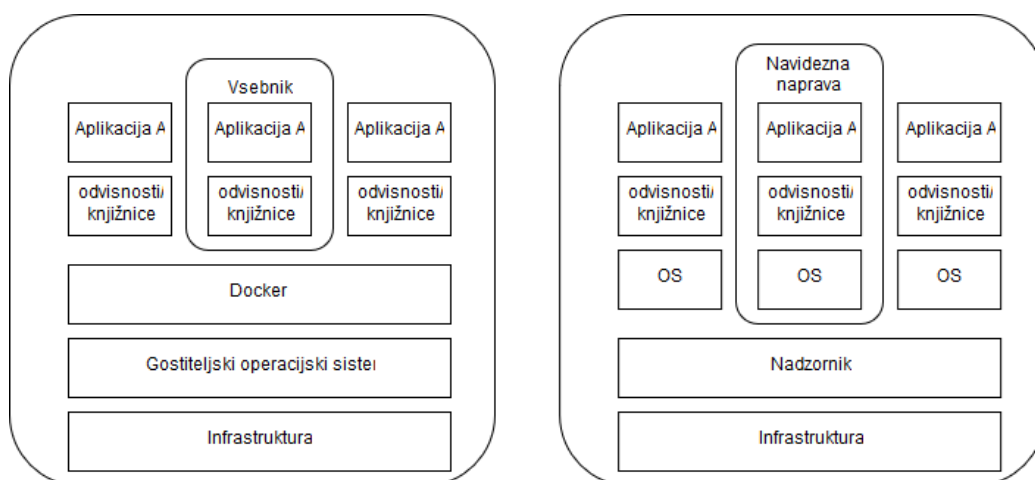 Vsebnik
Aplikacija A
Aplikacija A
Aplikacija A
odvisnosti/
knjižnice
odvisnosti/
knjižnice
odvisnosti/
knjižnice
Docker
Gostiteljski operacijski sister
Infrastruktura
Navidezna
naprava
Aplikacija A
Aplikacija A
Aplikacija A
odvisnosti/
knjižnice
odvisnosti/
knjižnice
odvisnosti/
knjižnice
OS
OS
OS
Nadzornik
Infrastruktura